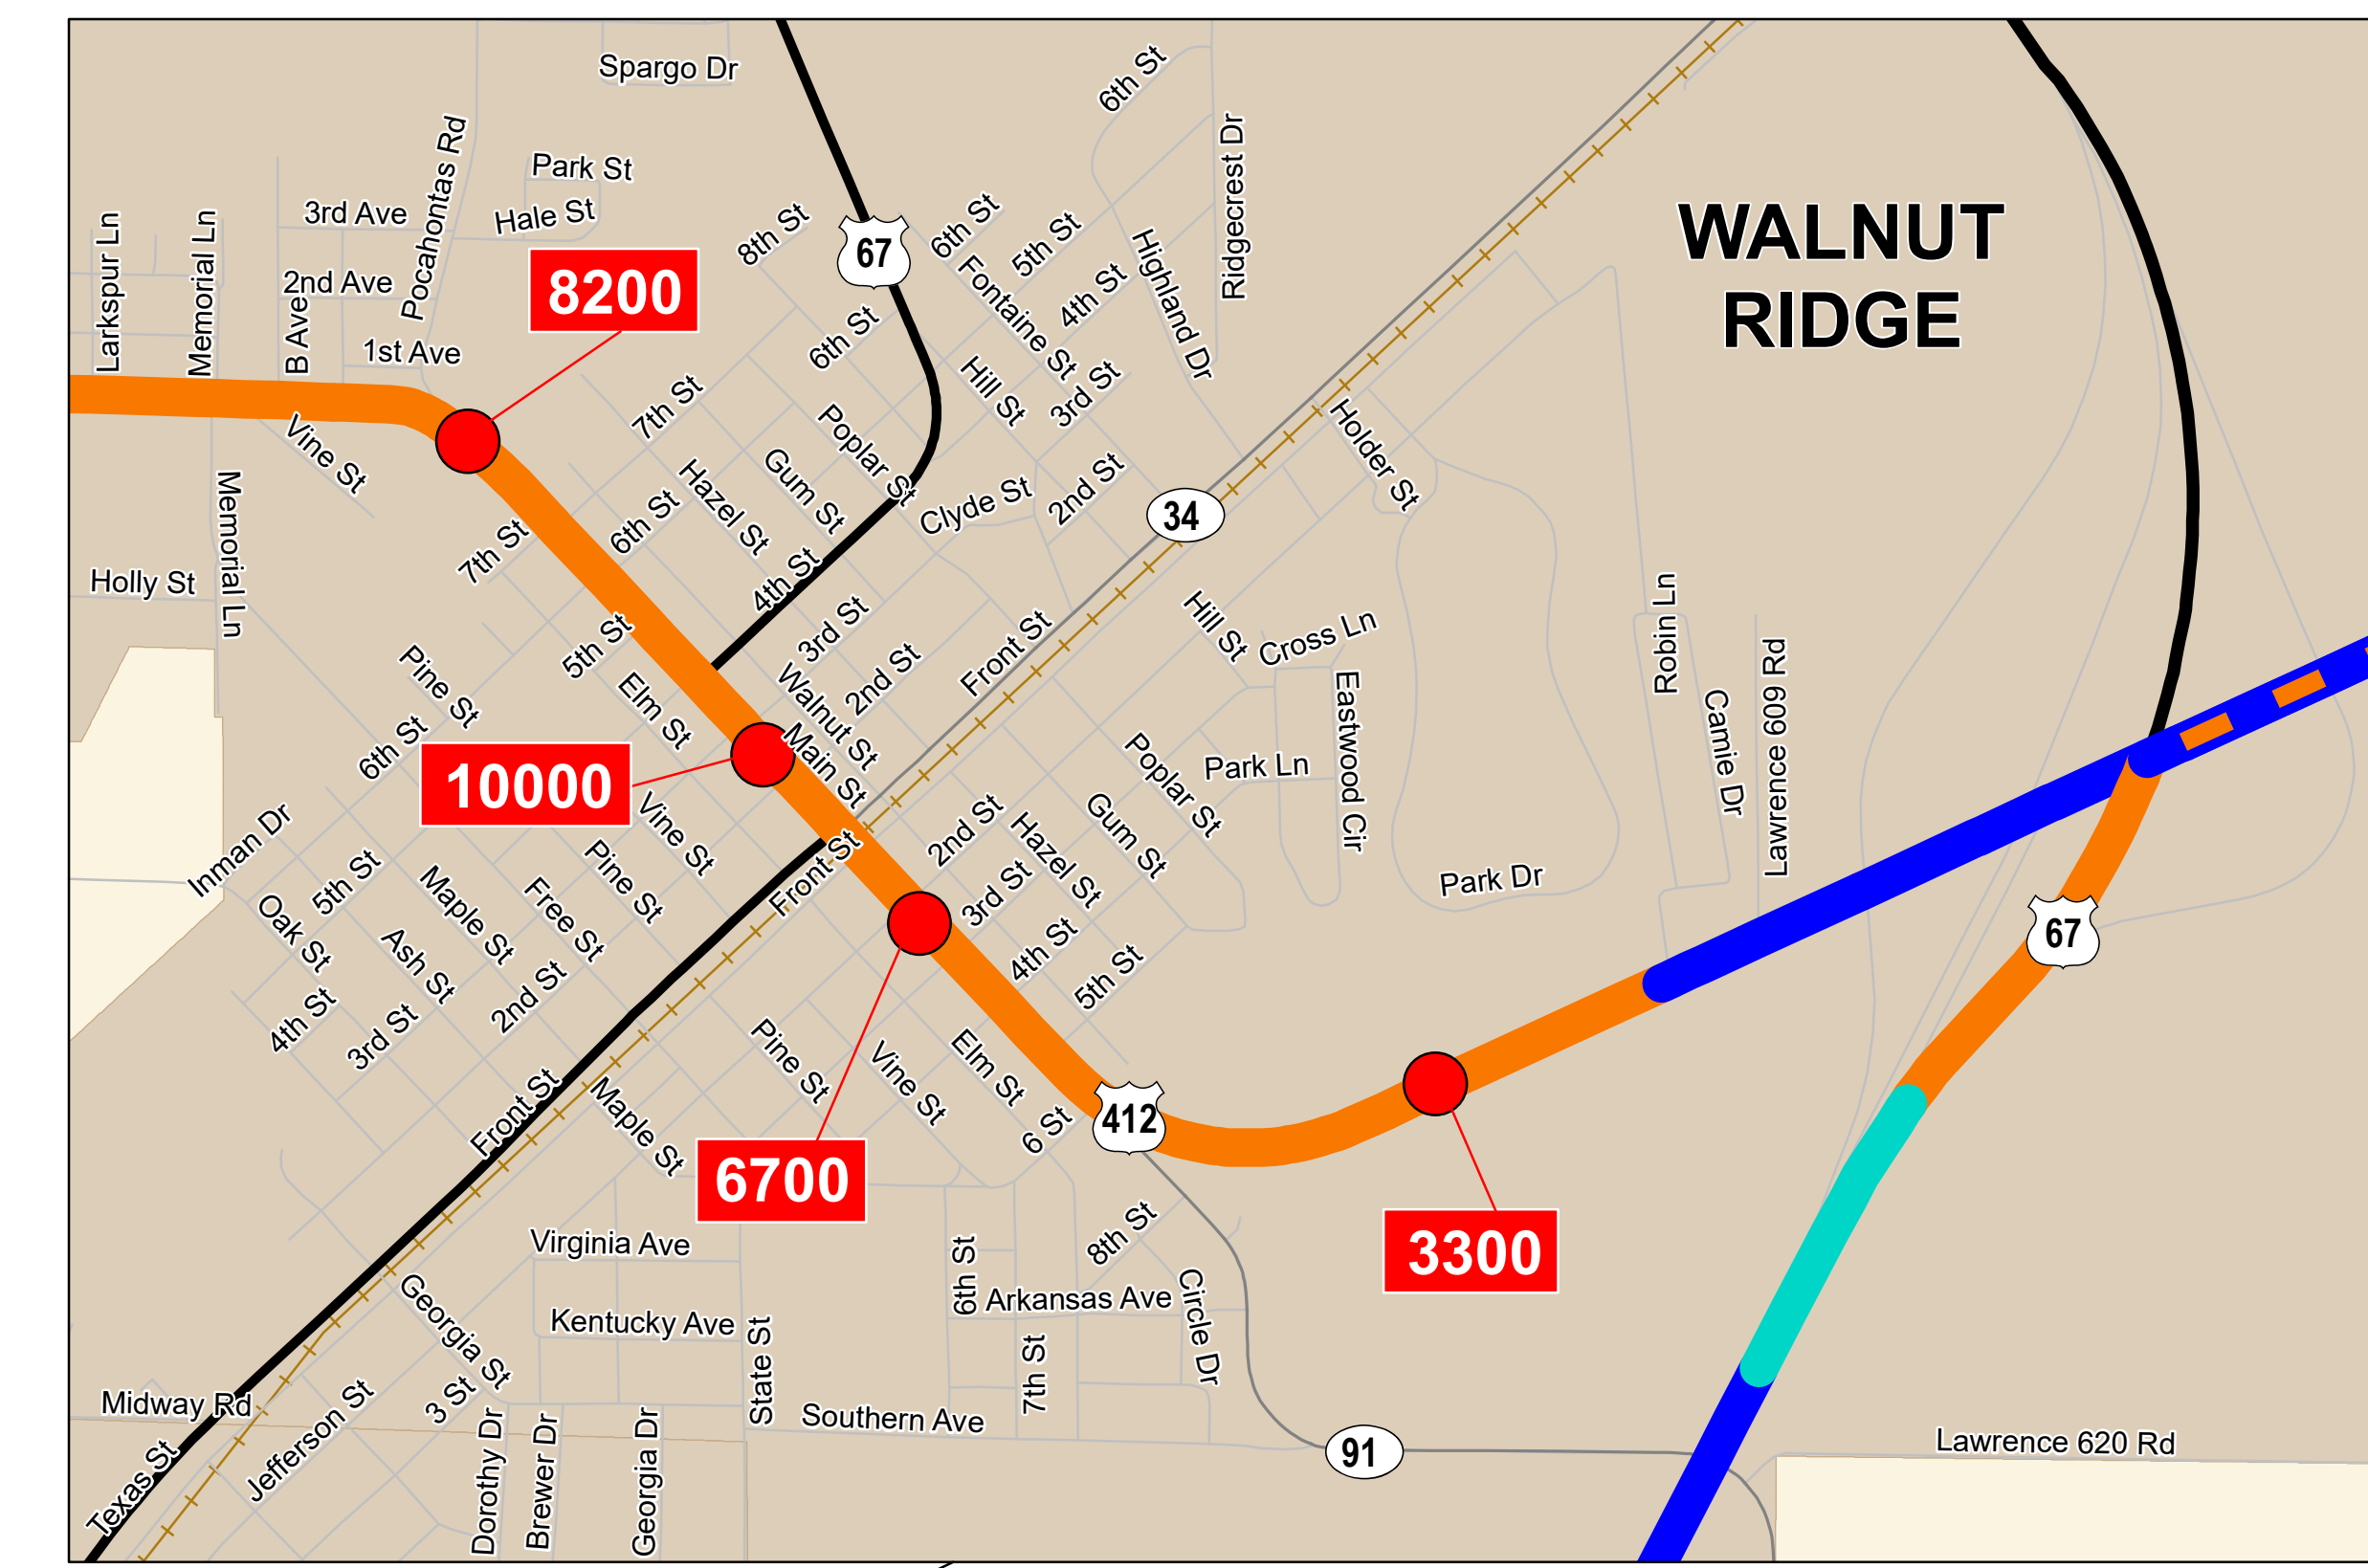 Spargo Dr
6th St
Ridgecrest Dr
Pocahontas Rd
Park St
3rd Ave
Hale St
8th St
67
6th St
5th St
WALNUT
RIDGE
Larkspur Ln
Memorial Ln
2nd Ave
B Ave
8200
Fontaine St
4th St
Highland Dr
1st Ave
6th St
Hill St
3rd St
7th St
Vine St
Poplar St
Holder St
Gum St
Hazel St
Clyde St
2nd St
34
Memorial Ln
6th St
7th St
Holly St
4th St
3rd St
Front St
Hill St
Cross Ln
Robin Ln
5th St
Pine St
Elm St
Walnut St
2nd St
Eastwood Cir
Camie Dr
Lawrence 609 Rd
6th St
10000
Main St
Poplar St
Park Ln
Vine St
Inman Dr
Pine St
Front St
2nd St
Hazel St
Gum St
5th St
Maple St
Free St
3rd St
Park Dr
Oak St
Ash St
4th St
67
4th St
3rd St
2nd St
5th St
Pine St
Vine St
Elm St
Front St
Maple St
6 St
412
6700
3300
Virginia Ave
8th St
6th St
Georgia St
Kentucky Ave
State St
Arkansas Ave
Circle Dr
7th St
Midway Rd
Jefferson St
3 St
Southern Ave
91
Lawrence 620 Rd
Texas St
Dorothy Dr
Brewer Dr
Georgia Dr